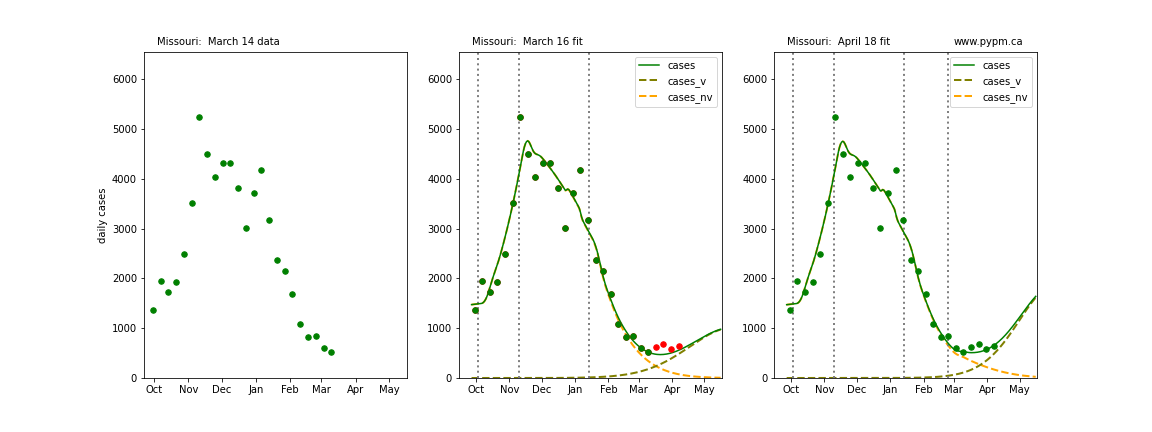 Missouri:  March 14 data
daily cases
6000
5000
4000
3000
2000
1000
0
Oct Nov Dec Jan Feb Mar Apr May
Missouri:  March 16 fit
cases
cases_v
cases_nv
6000
5000
4000
3000
2000
1000
0
Oct Nov Dec Jan Feb Mar Apr May
Missouri:  April 18 fit www.pypm.ca
cases
cases_v
cases_nv
6000
5000
4000
3000
2000
1000
0
Oct Nov Dec Jan Feb Mar Apr May